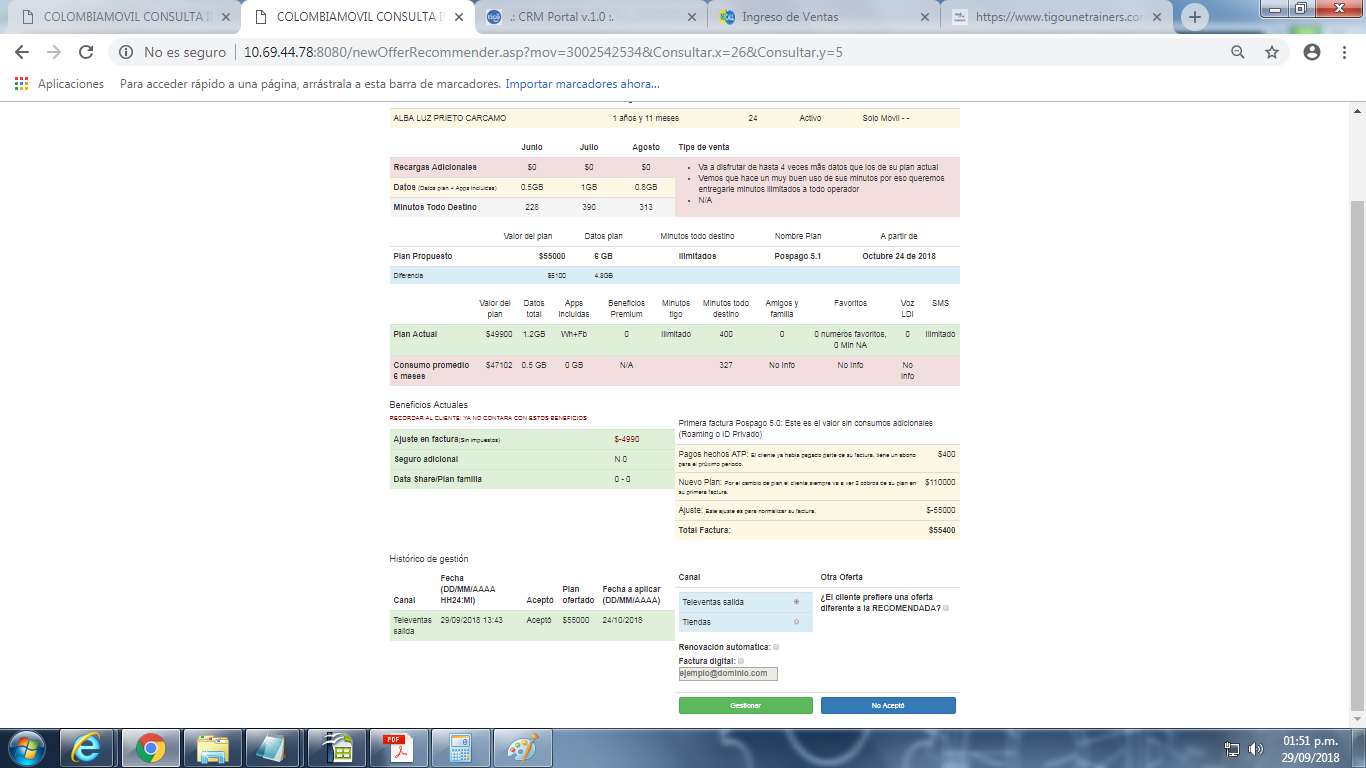 COLOMBIAMOVIL CONSULTA II
COLOMBIAMOVIL CONSULTA II
.: CRM Portal v.1.0 :.
Ingreso de Ventas
https://www.tigounetrainers.co
No es seguro
10.69.44.78:8080/newOfferRecommender.asp?mov=3002542534&Consultar.x=26&Consultar.y=5
Aplicaciones Para acceder rápido a una página, arrástrala a esta barra de marcadores. Importar marcadores ahora...
ALBA LUZ PRIETO CARCAMO 1 años y 11 meses 24 Activo Solo Movil - -
Junio Julio Agosto Tips de venta
Recargas Adicionales $0 $0 $0
Datos (Datos plan + Apps incluidas) 0.5GB 1GB 0.8GB
Minutos Todo Destino 228 390 313
Va a disfrutar de hasta 4 veces mãs datos que los de su plan actual
Vemos que hace un muy buen uso de sus minutos por eso queremos
entregarle minutos ilimitados a todo operador
N/A
Valor del plan Datos plan Minutos todo destino Nombre Plan A partir de
Plan Propuesto $55000 6 GB Ilimitados Pospago 5.1 Octubre 24 de 2018
Diferencia $5100 4.8GB
Valor del Datos Apps Beneficios Minutos Minutos todo Amigos y Favoritos Voz SMS
plan total incluidas Premium tigo destino familia LDI
Plan Actual $49900 1.2GB Wh+Fb 0 Ilimitado 400 0 0 numeros favoritos, 0 Ilimitado
0 Min NA
Consumo promedio $47102 0.5 GB 0 GB N/A 327 No info No info No
6 meses info
Beneficios Actuales
RECORDAR AL CLIENTE: YA NO CONTARA CON ESTOS BENEFICIOS
Ajuste en factura(Sin impuestos) $-4990
Seguro adicional N 0
Data Share/Plan familia 0 - 0
Primera factura Pospago 5.0: Este es el valor sin consumos adicionales
(Roaming o ID Privado)
Pagos hechos ATP: El cliente ya habia pagado parte de su factura, tiene un abono $400
para el próximo periodo.
Nuevo Plan: Por el cambio de plan el cliente siempre va a ver 2 cobros de su plan en $110000
su primera factura.
Ajuste: Este ajuste es para normalizar su factura. $-55000
Total Factura: $55400
Histórico de gestión
Canal Fecha (DD/MM/AAAA HH24:MI) Aceptó Plan ofertado Fecha a aplicar (DD/MM/AAAA)
Televentas 29/09/2018 13:43 Aceptó $55000 24/10/2018
salida
Canal Otra Oferta
Televentas salida
Tiendas
¿El cliente prefiere una oferta
diferente a la RECOMENDADA?
Renovación automatica:
Factura digital:
ejemplo@dominio.com
Gestionar No Aceptó
PDF
01:51 p.m.
29/09/2018